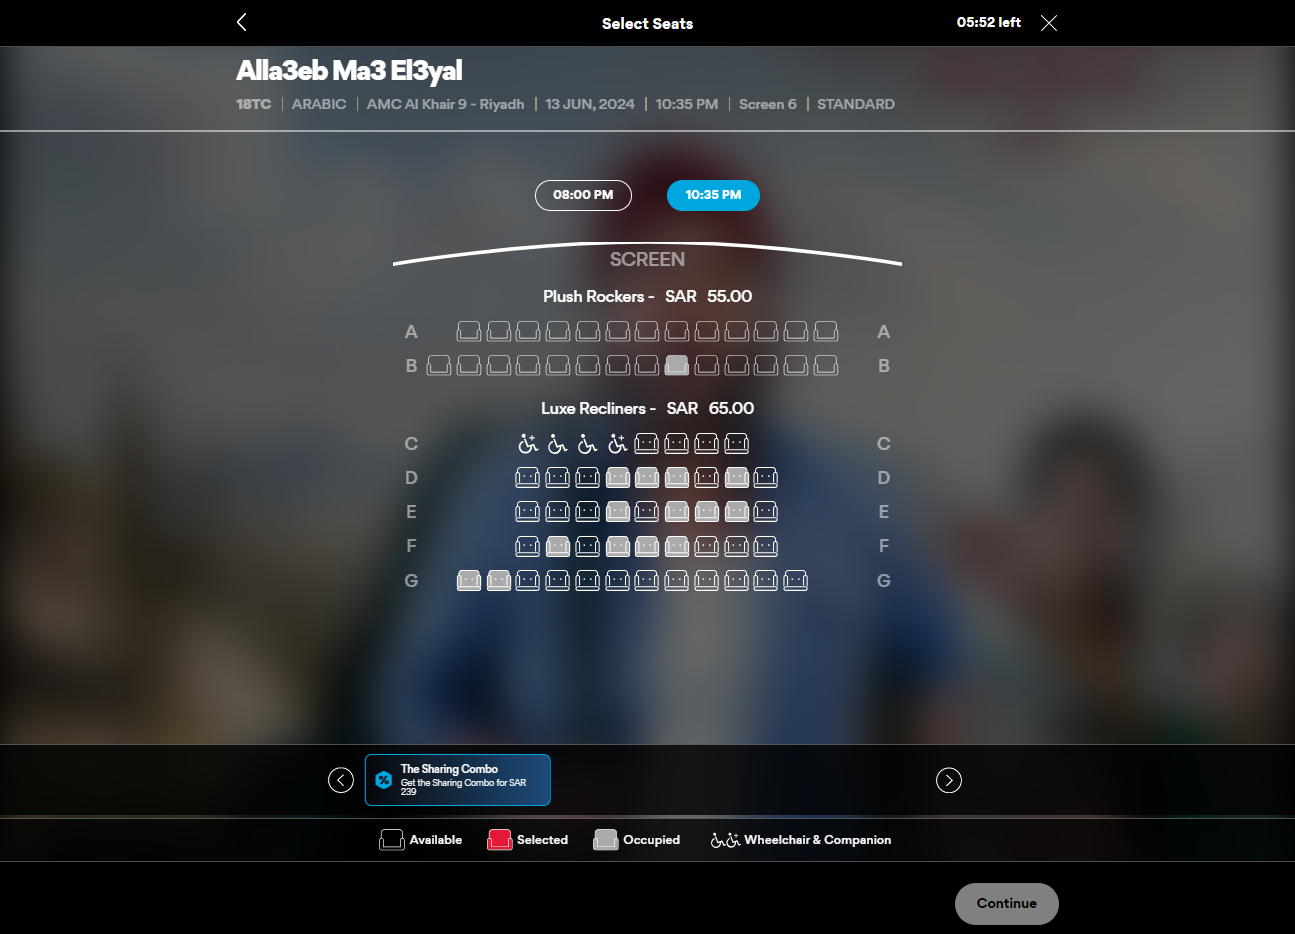 Select Seats
05:52 left
Alla3eb Ma3 El3yal
18TC | ARABIC | AMC Al Khair 9 - Riyadh | 13 JUN, 2024 | 10:35 PM | Screen 6 | STANDARD
08:00 PM 10:35 PM
SCREEN
Plush Rockers - SAR 55.00
A A
B B
Luxe Recliners - SAR 65.00
C C
D D
E E
F F
G G
The Sharing Combo
Get the Sharing Combo for SAR
239
Available Selected Occupied Wheelchair & Companion
Continue